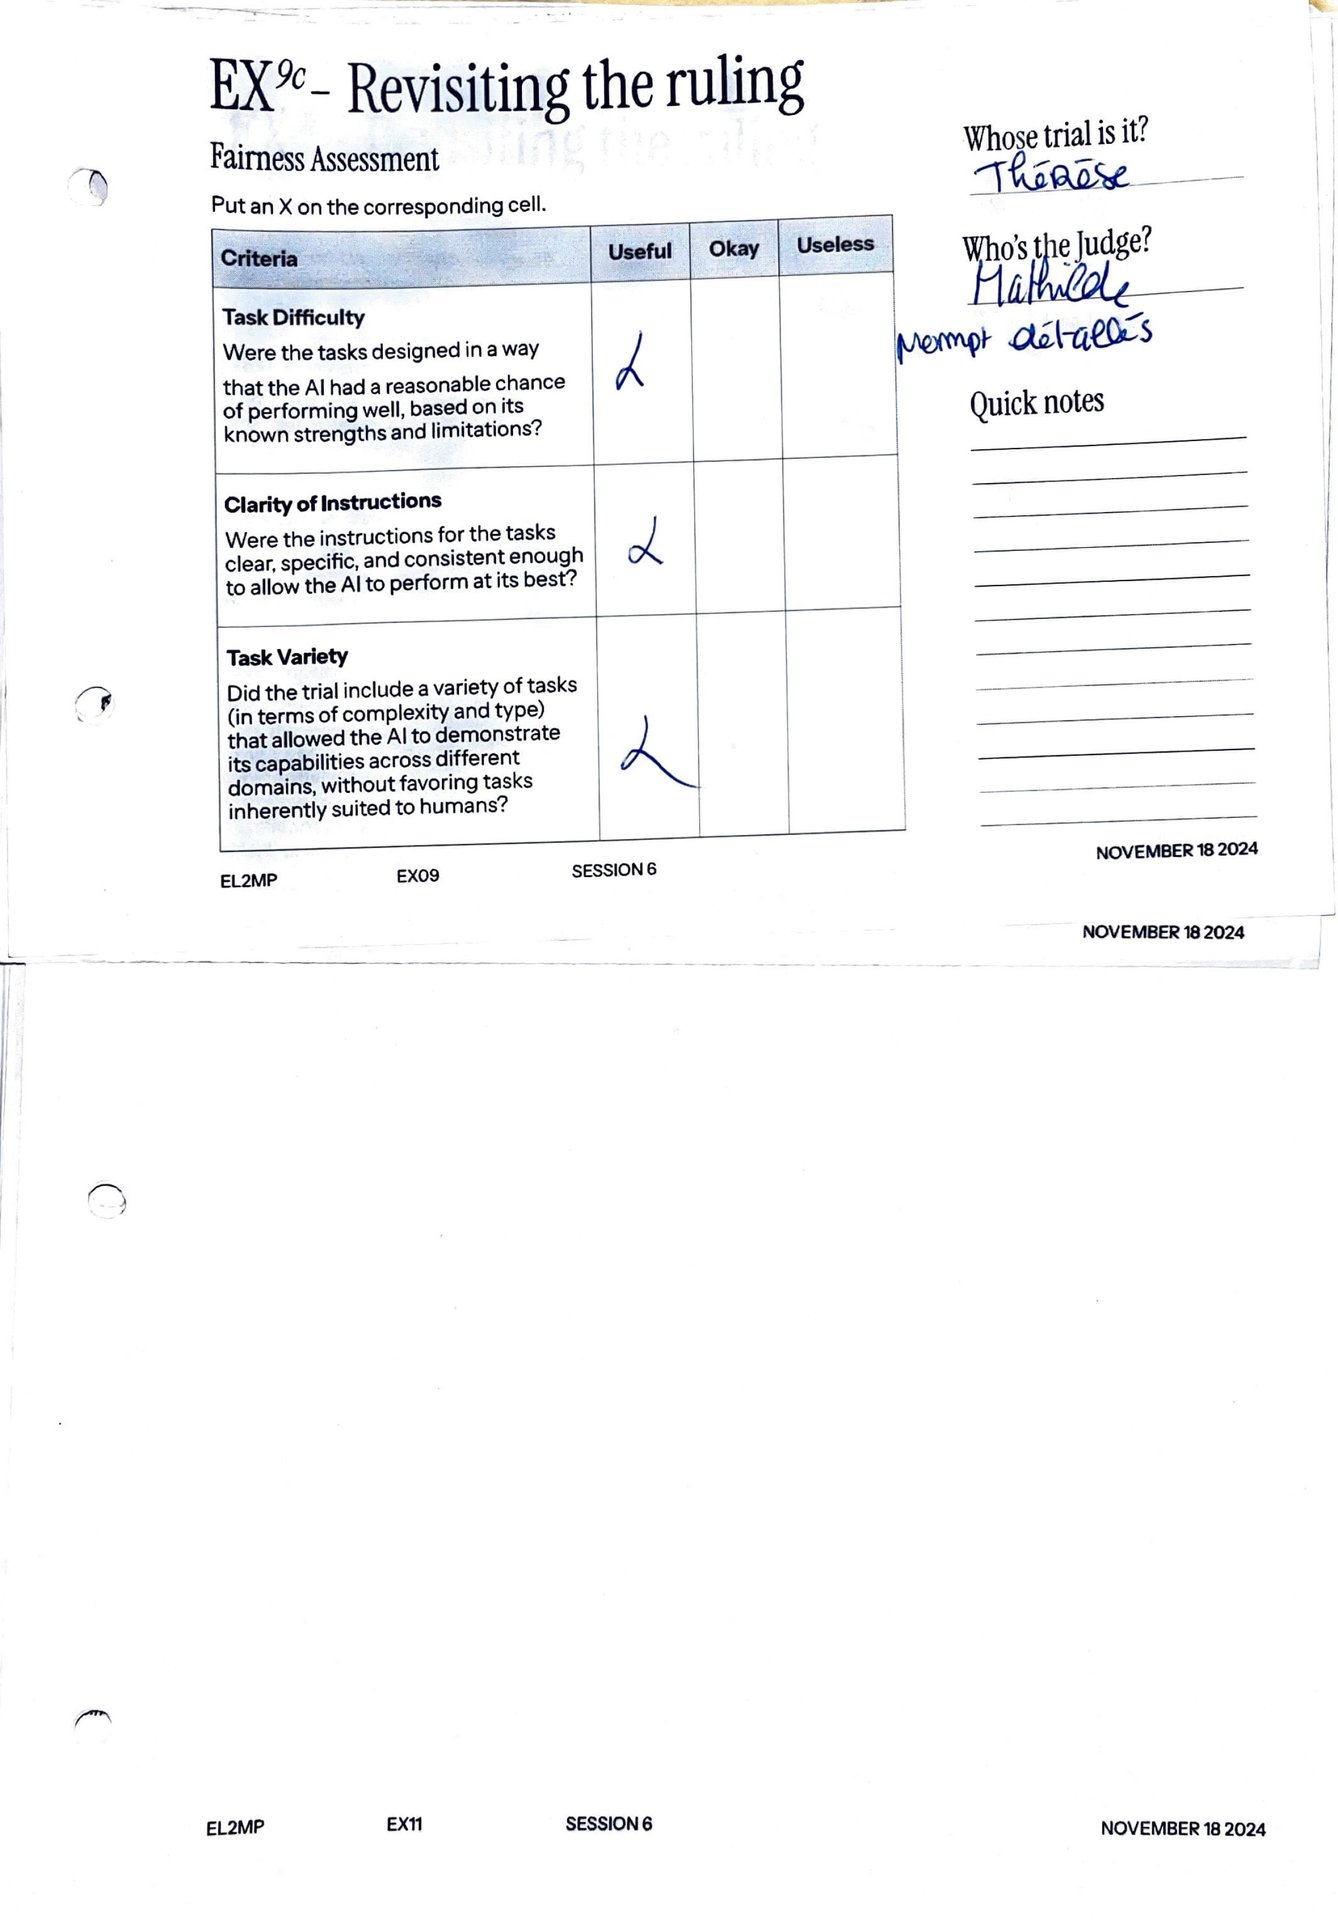 EX9c – Revisiting the ruling
Fairness Assessment
Put an X on the corresponding cell.
Criteria Useful Okay Useless
Task Difficulty
Were the tasks designed in a way
that the AI had a reasonable chance
of performing well, based on its
known strengths and limitations?
Clarity of Instructions
Were the instructions for the tasks
clear, specific, and consistent enough
to allow the AI to perform at its best?
Task Variety
Did the trial include a variety of tasks
(in terms of complexity and type)
that allowed the AI to demonstrate
its capabilities across different
domains, without favoring tasks
inherently suited to humans?
Whose trial is it?
Thérèse
Who's the Judge?
Mathilde
détaillés
Quick notes
EL2MP EX09 SESSION 6 NOVEMBER 18 2024
NOVEMBER 18 2024
EL2MP EX11 SESSION 6 NOVEMBER 18 2024